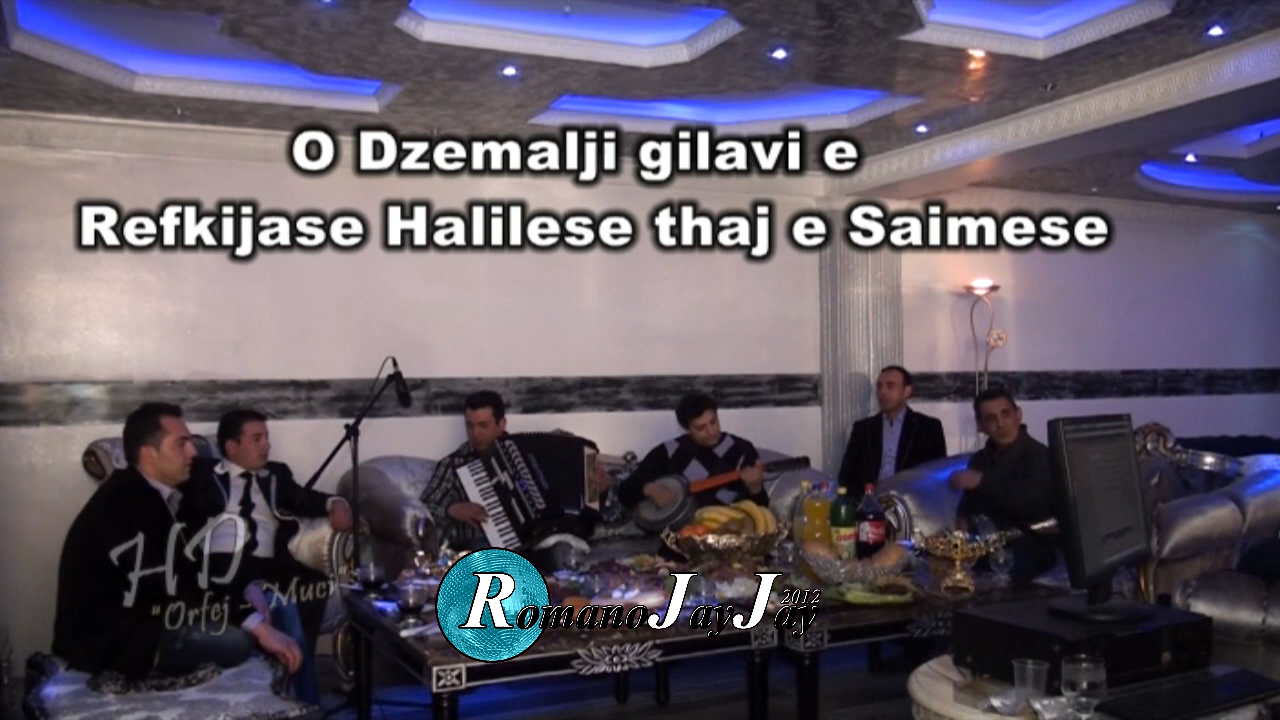 O Dzemalji gilavi e
Refkijase Halilese thaj e Saimese
HD
"Orfej - Muci"
RomanoJayJay
2012